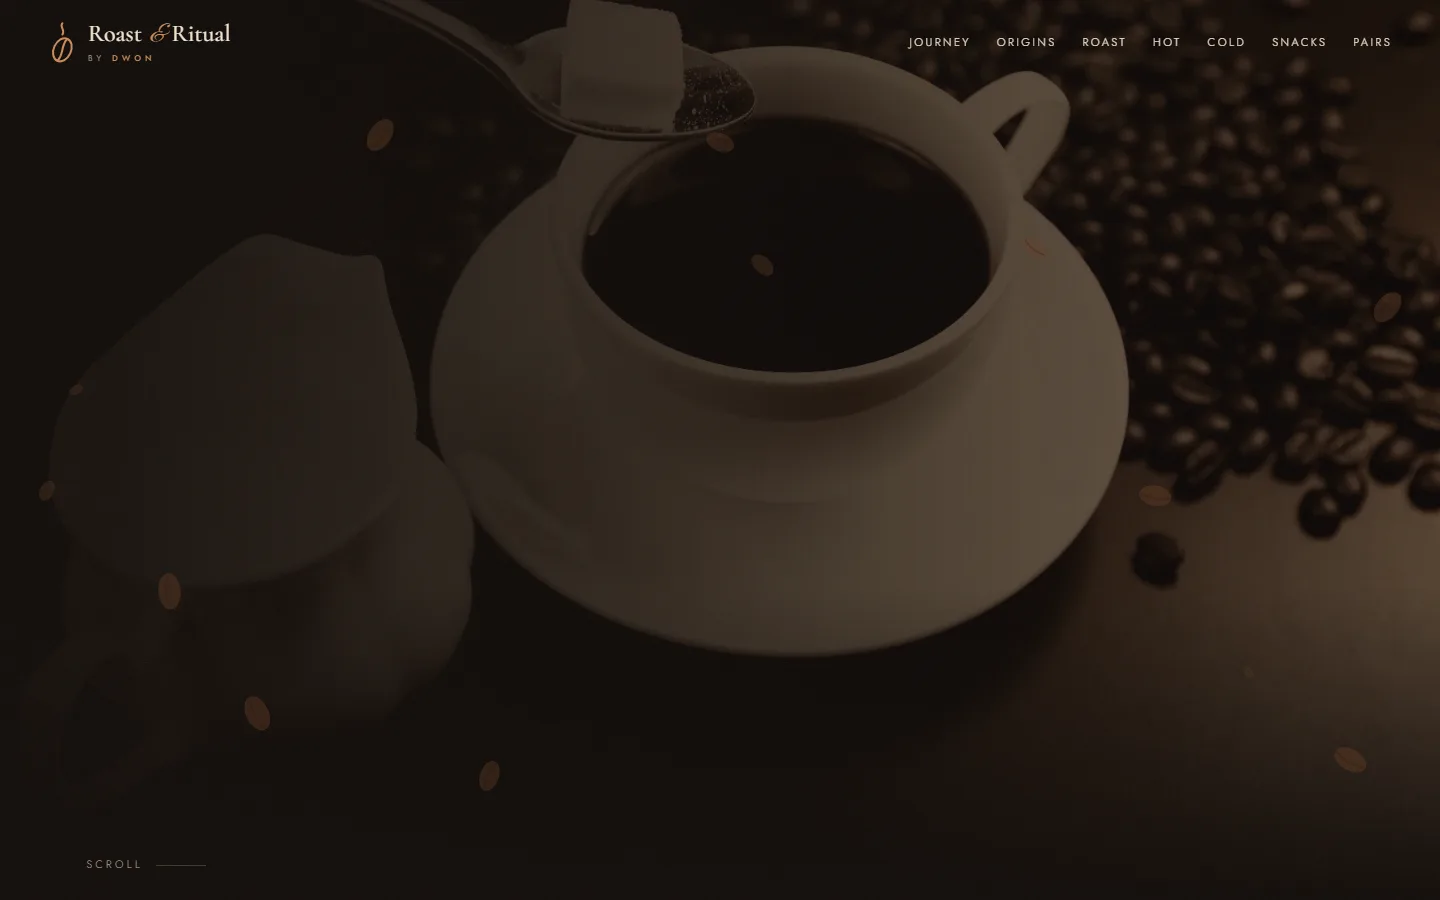 Roast & Ritual
BY DWON
JOURNEY
ORIGINS
ROAST
HOT
COLD
SNACKS
PAIRS
SCROLL